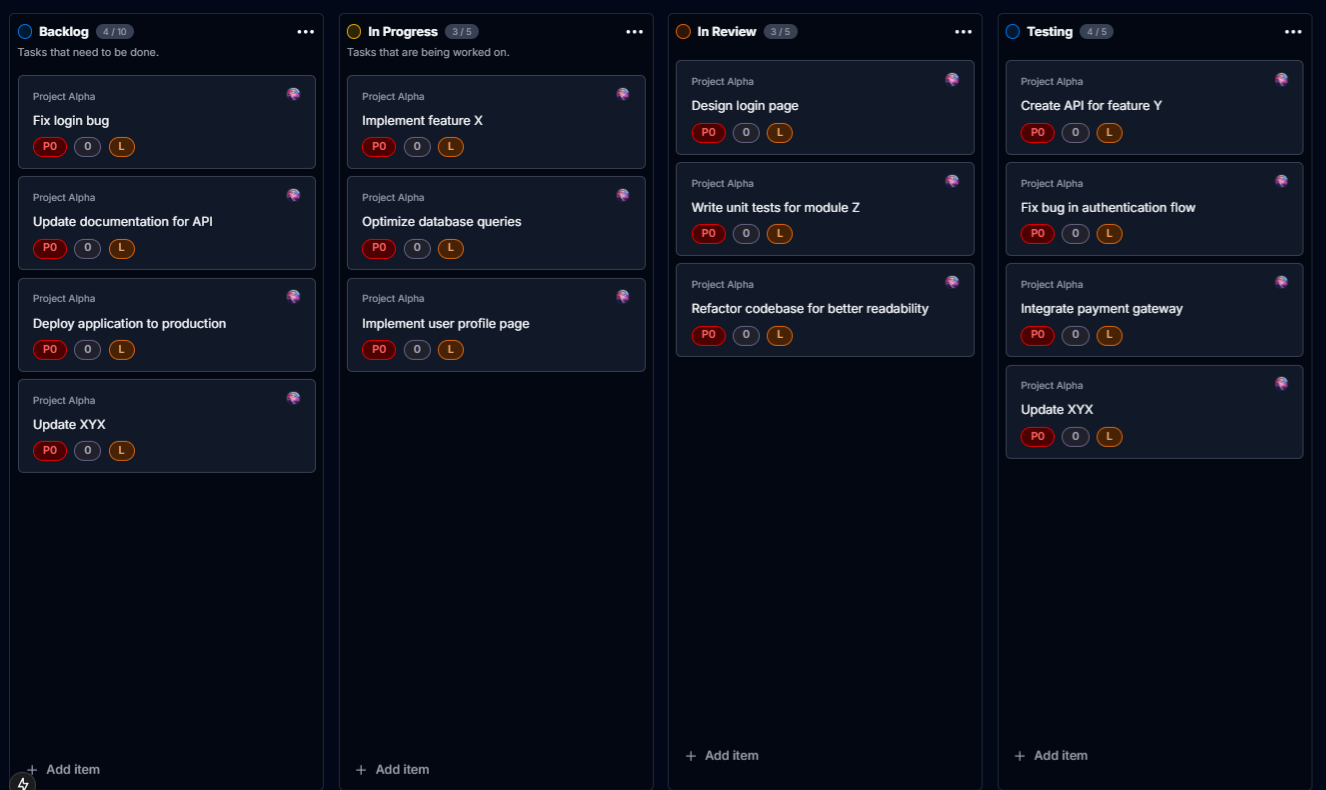 Backlog 4 / 10
Tasks that need to be done.
Project Alpha
Fix login bug
P0 0 L
Project Alpha
Update documentation for API
P0 0 L
Project Alpha
Deploy application to production
P0 0 L
Project Alpha
Update XYX
P0 0 L
+ Add item
In Progress 3 / 5
Tasks that are being worked on.
Project Alpha
Implement feature X
P0 0 L
Project Alpha
Optimize database queries
P0 0 L
Project Alpha
Implement user profile page
P0 0 L
+ Add item
In Review 3 / 5
Project Alpha
Design login page
P0 0 L
Project Alpha
Write unit tests for module Z
P0 0 L
Project Alpha
Refactor codebase for better readability
P0 0 L
+ Add item
Testing 4 / 5
Project Alpha
Create API for feature Y
P0 0 L
Project Alpha
Fix bug in authentication flow
P0 0 L
Project Alpha
Integrate payment gateway
P0 0 L
Project Alpha
Update XYX
P0 0 L
+ Add item